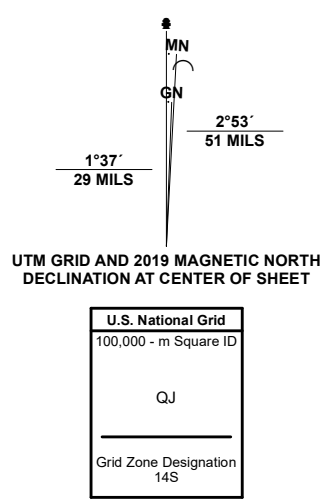 MN
GN
2°53´
51 MILS
1°37´
29 MILS
UTM GRID AND 2019 MAGNETIC NORTH
DECLINATION AT CENTER OF SHEET
U.S. National Grid
100,000 - m Square ID
QJ
Grid Zone Designation
14S